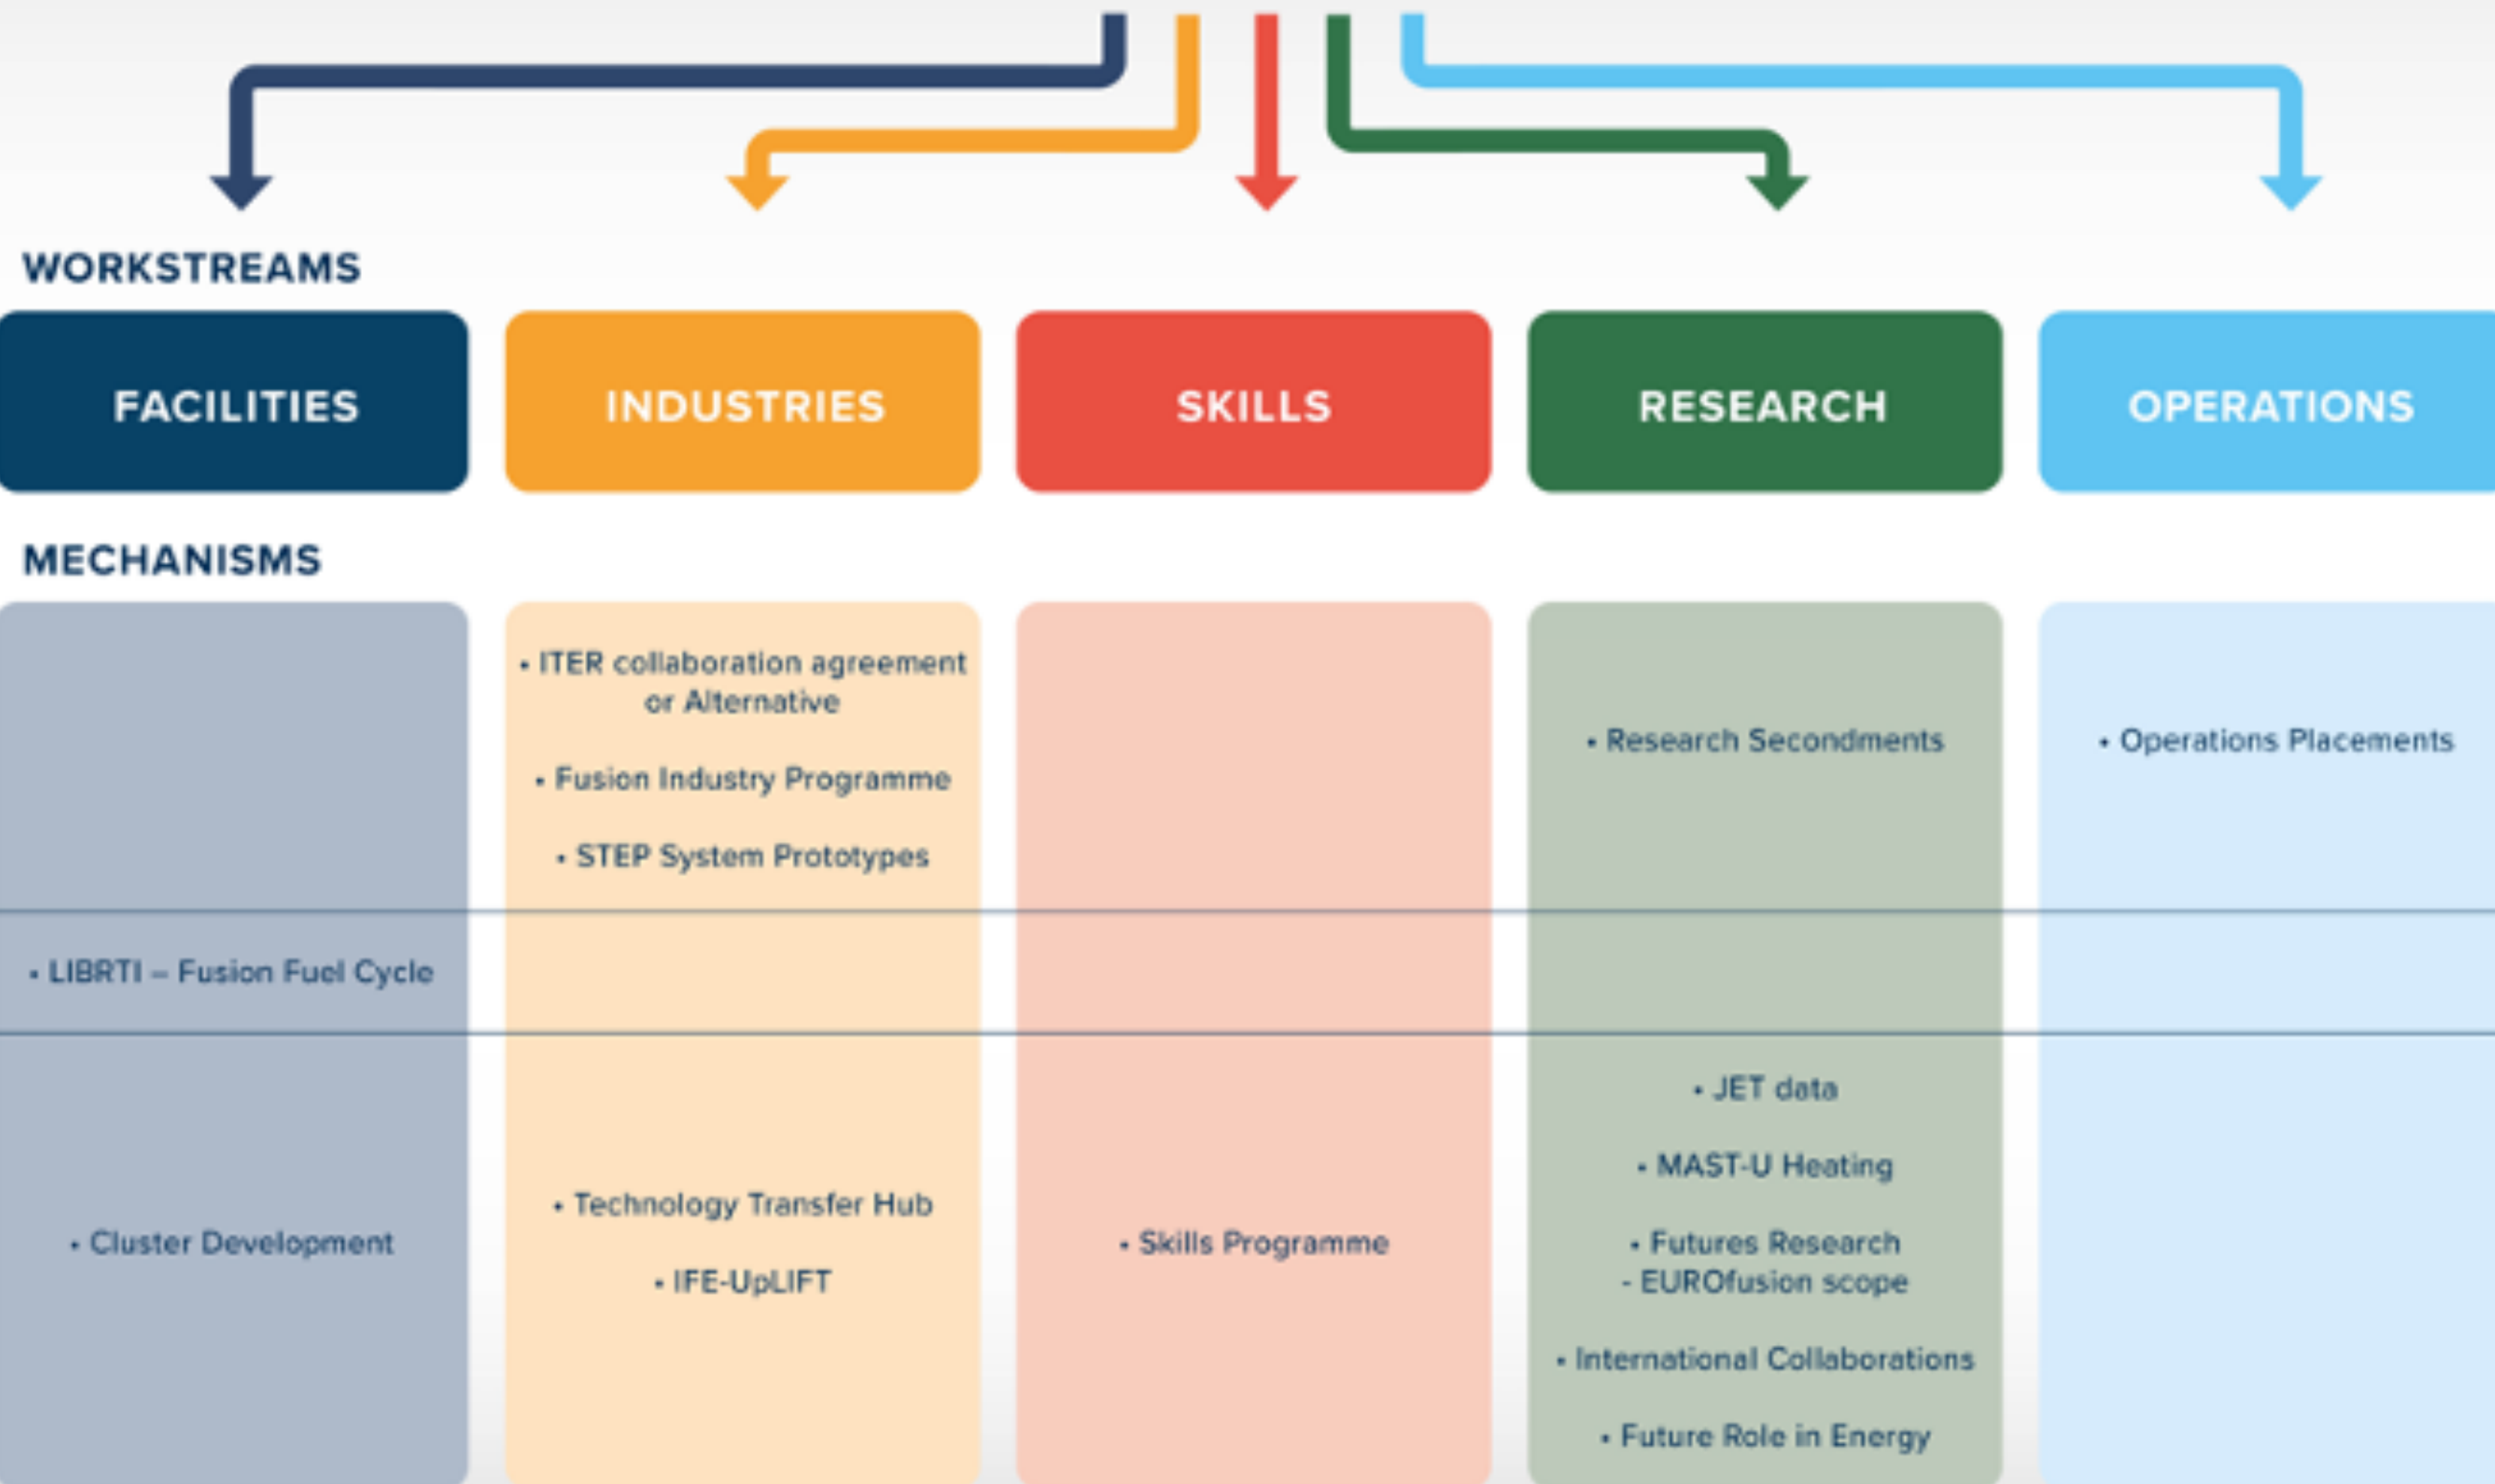 WORKSTREAMS
FACILITIES
INDUSTRIES
SKILLS
RESEARCH
OPERATIONS
MECHANISMS
• ITER collaboration agreement
or Alternative
• Fusion Industry Programme
• STEP System Prototypes
• Research Secondments
• Operations Placements
• LIBRTI – Fusion Fuel Cycle
• Cluster Development
• Technology Transfer Hub
• IFE-UpLIFT
• Skills Programme
• JET data
• MAST-U Heating
• Futures Research
- EUROfusion scope
• International Collaborations
• Future Role in Energy